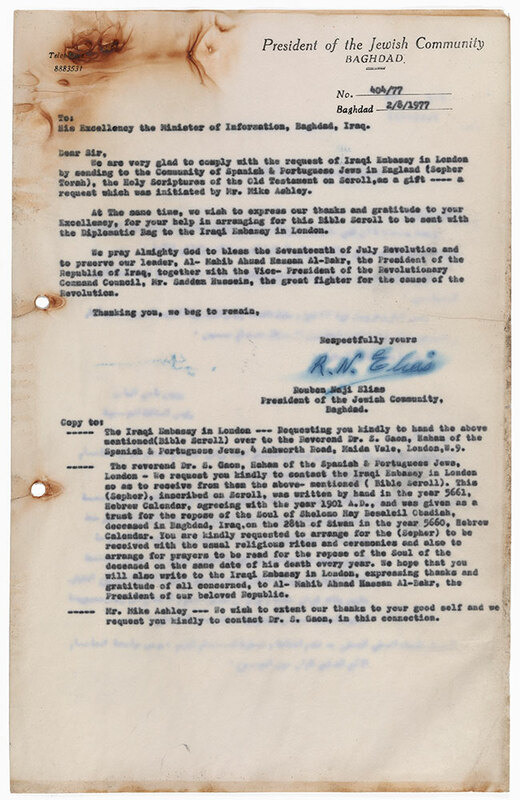 President of the Jewish Community
BAGHDAD.
8883531
No. 404/77
Baghdad 2/8/1977
To:
His Excellency the Minister of Information, Baghdad, Iraq.
Dear Sir,
We are very glad to comply with the request of Iraqi Embassy in London
by sending to the Community of Spanish & Portuguese Jews in England (Sepher
Torah), the Holy Scriptures of the Old Testament on Scroll,as a gift ---- a
request which was initiated by Mr. Mike Ashley.
At The same time, we wish to express our thanks and gratitude to your
Excellency, for your help in arranging for this Bible Scroll to be sent with
the Diplomatic Bag to the Iraqi Embassy in London.
We pray Almighty God to bless the Seventeenth of July Revolution and
to preserve our leader, Al- Mahib Ahmad Hassan Al-Bakr, the President of the
Republic of Iraq, together with the Vice- President of the Revolutionary
Command Council, Mr. Saddam Hussein, the great fighter for the cause of the
Revolution.
Thanking you, we beg to remain.
Respectfully yours
R. N. Elias
Reuben Naji Elias
President of the Jewish Community,
Baghdad.
Copy to:
----- The Iraqi Embassy in London --- Requesting you kindly to hand the above
mentioned(Bible Scroll) over to the Reverend Dr. S. Gaon, Haham of the
Spanish & Portuguese Jews, 4 Ashworth Road, Maida Vale, London,W.9.
----- The reverend Dr. S. Gaon, Haham of the Spanish & Portuguese Jews,
London - We request you kindly to contact the Iraqi Embassy in London
so as to receive from them the above- mentioned ( Bible Scroll). This
(Sepher), inscribed on Scroll, was written by hand in the year 5661,
Hebrew Calendar, agreeing with the year 1901 A.D., and was given as a
trust for the repose of the Soul of Shelomo Hay Besaleil Obadiah,
deceased in Baghdad, Iraq,on the 28th of Siwan in the year 5660, Hebrew
Calendar. You are kindly requested to arrange for the (Sepher) to be
received with the usual religious rites and ceremonies and also to
arrange for prayers to be said for the repose of the Soul of the
deceased on the same date of his death every year. We hope that you
will also write to the Iraqi Embassy in London, expressing thanks and
gratitude of all concerned, to Al- Mahib Ahmad Hassan Al-Bakr, the
President of our beloved Republic.
----- Mr. Mike Ashley --- We wish to extent our thanks to your good self and we
request you kindly to contact Dr. S. Gaon, in this connection.